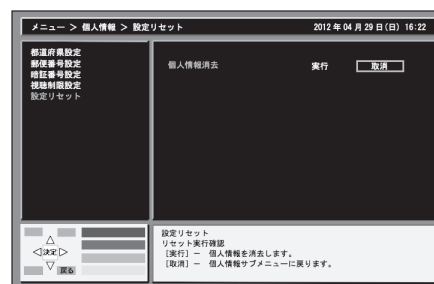 メニュー ＞ 個人情報 ＞ 設定リセット 2012 年 04 月 29 日（日） 16:22
都道府県設定
郵便番号設定
暗証番号設定
視聴制限設定
設定リセット
個人情報消去 実行 取消
決定
戻る
設定リセット
リセット実行確認
［実行］ー 個人情報を消去します。
［取消］ー 個人情報サブメニューに戻ります。